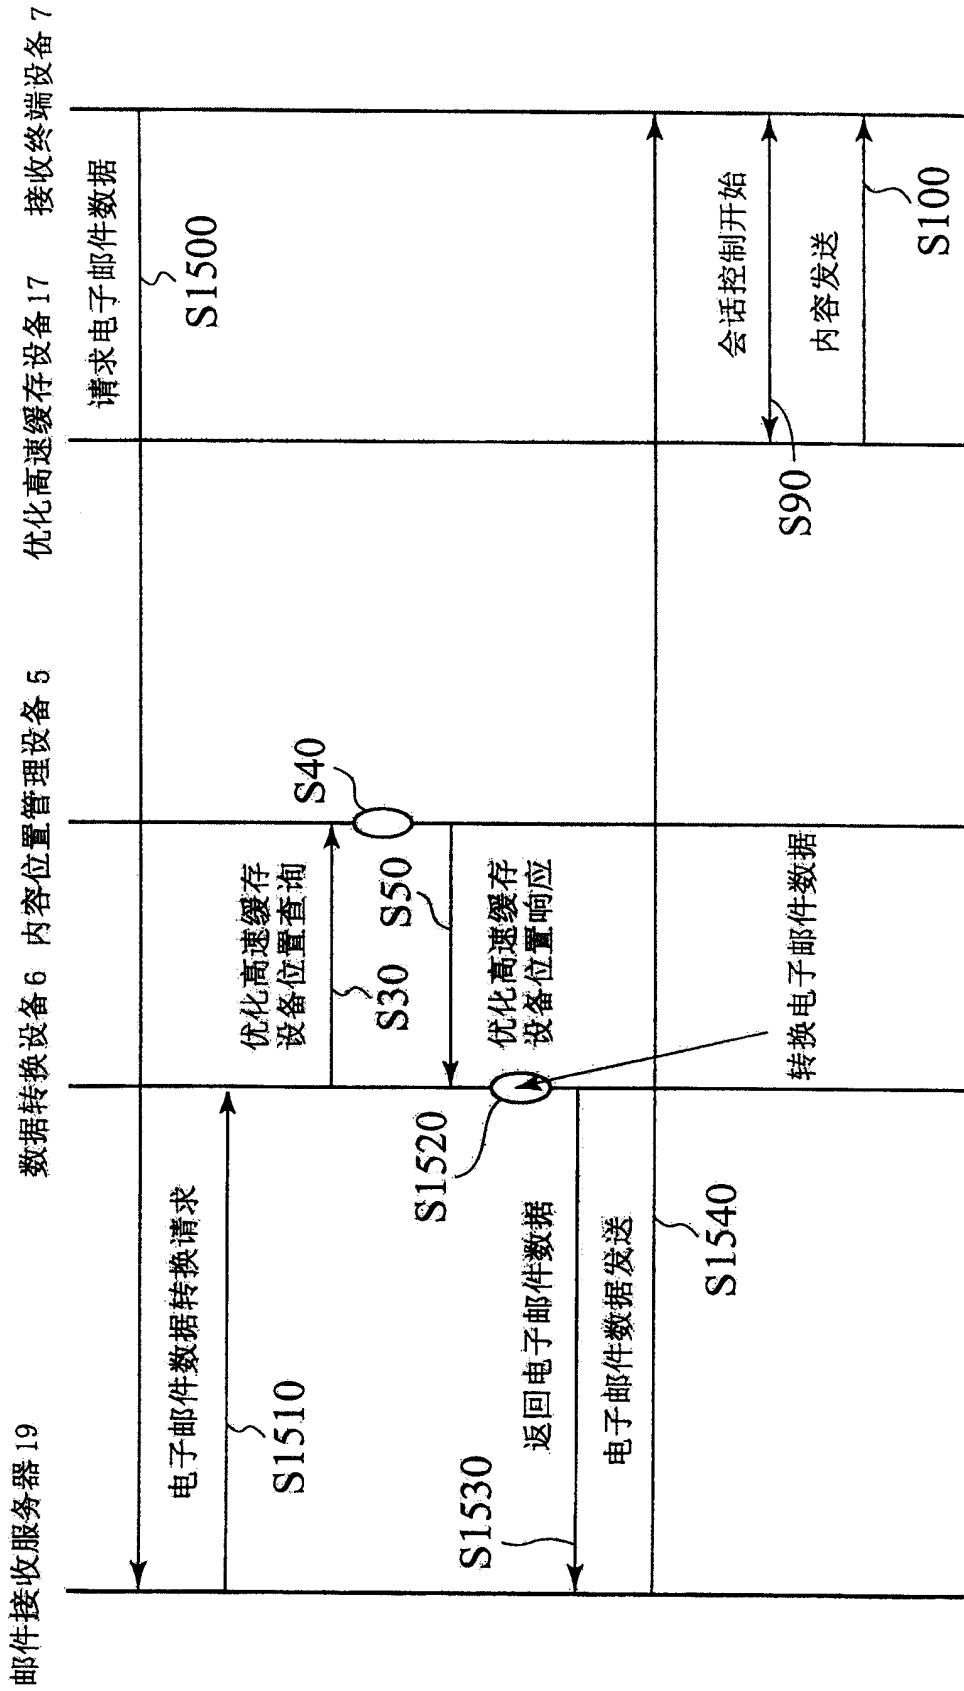 邮件接收服务器19
数据转换设备6
内容位置管理设备5
优化高速缓存设备17
接收终端设备7
请求电子邮件数据
S1500
电子邮件数据转换请求
S1510
优化高速缓存
设备位置查询
S30
S40
S50
优化高速缓存
设备位置响应
S1520
转换电子邮件数据
返回电子邮件数据
S1530
电子邮件数据发送
S1540
会话控制开始
S90
内容发送
S100